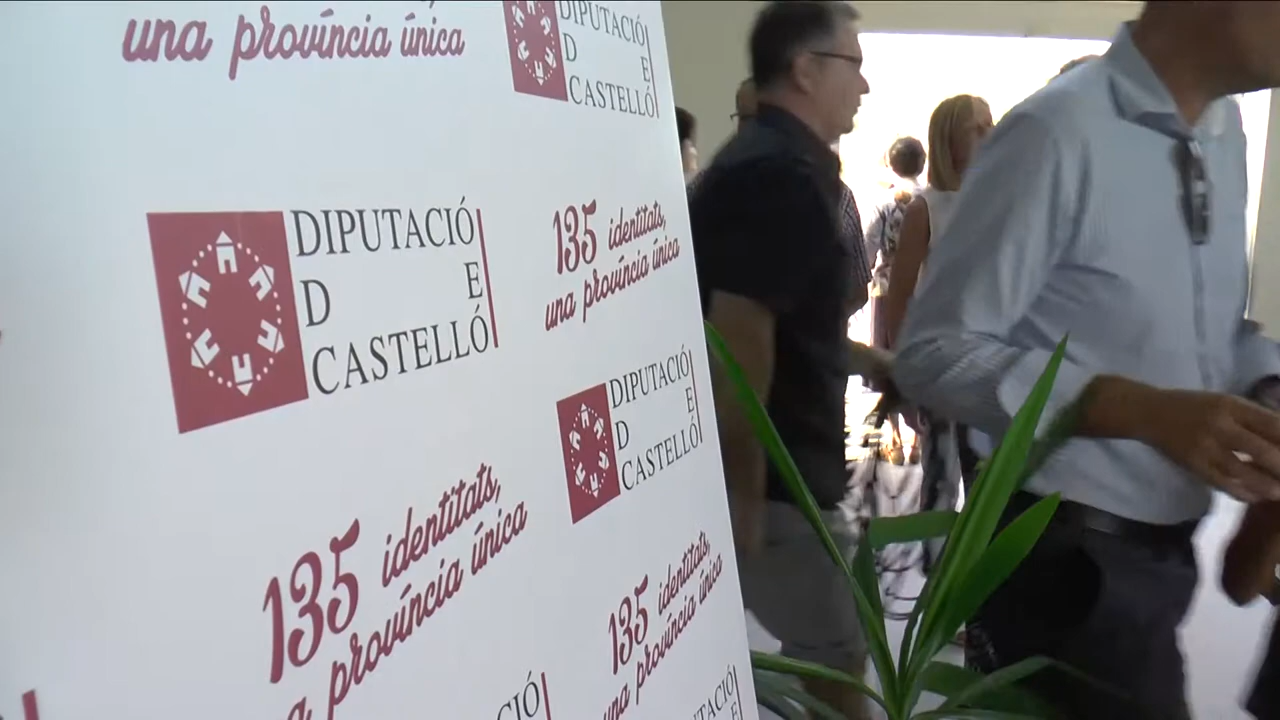 una província única
DIPUTACIÓ
D E
CASTELLÓ
DIPUTACIÓ
D E
CASTELLÓ
135 identitats,
una província única
DIPUTACIÓ
D E
CASTELLÓ
135 identitats,
una província única
135 identitats,
una província única
DIPUTACIÓ
E